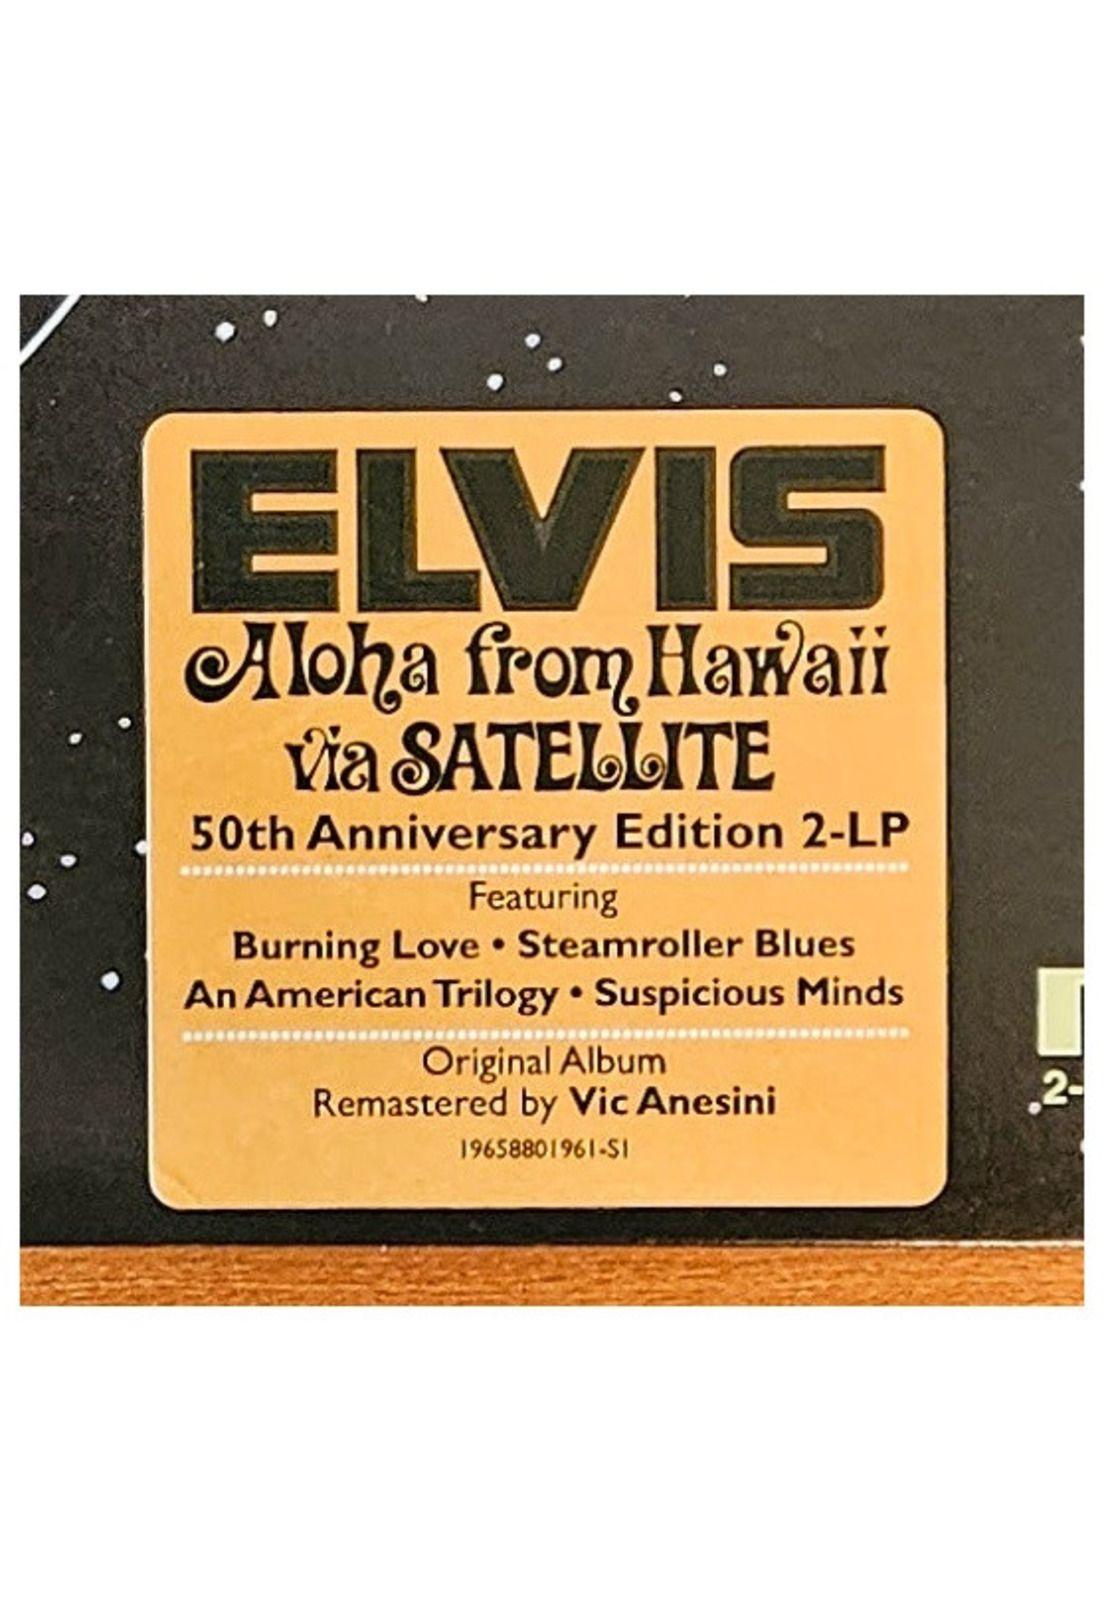 ELVIS
Aloha from Hawaii
via SATELLITE
50th Anniversary Edition 2-LP
Featuring
Burning Love • Steamroller Blues
An American Trilogy • Suspicious Minds
Original Album
Remastered by Vic Anesini
19658801961-S1
2-